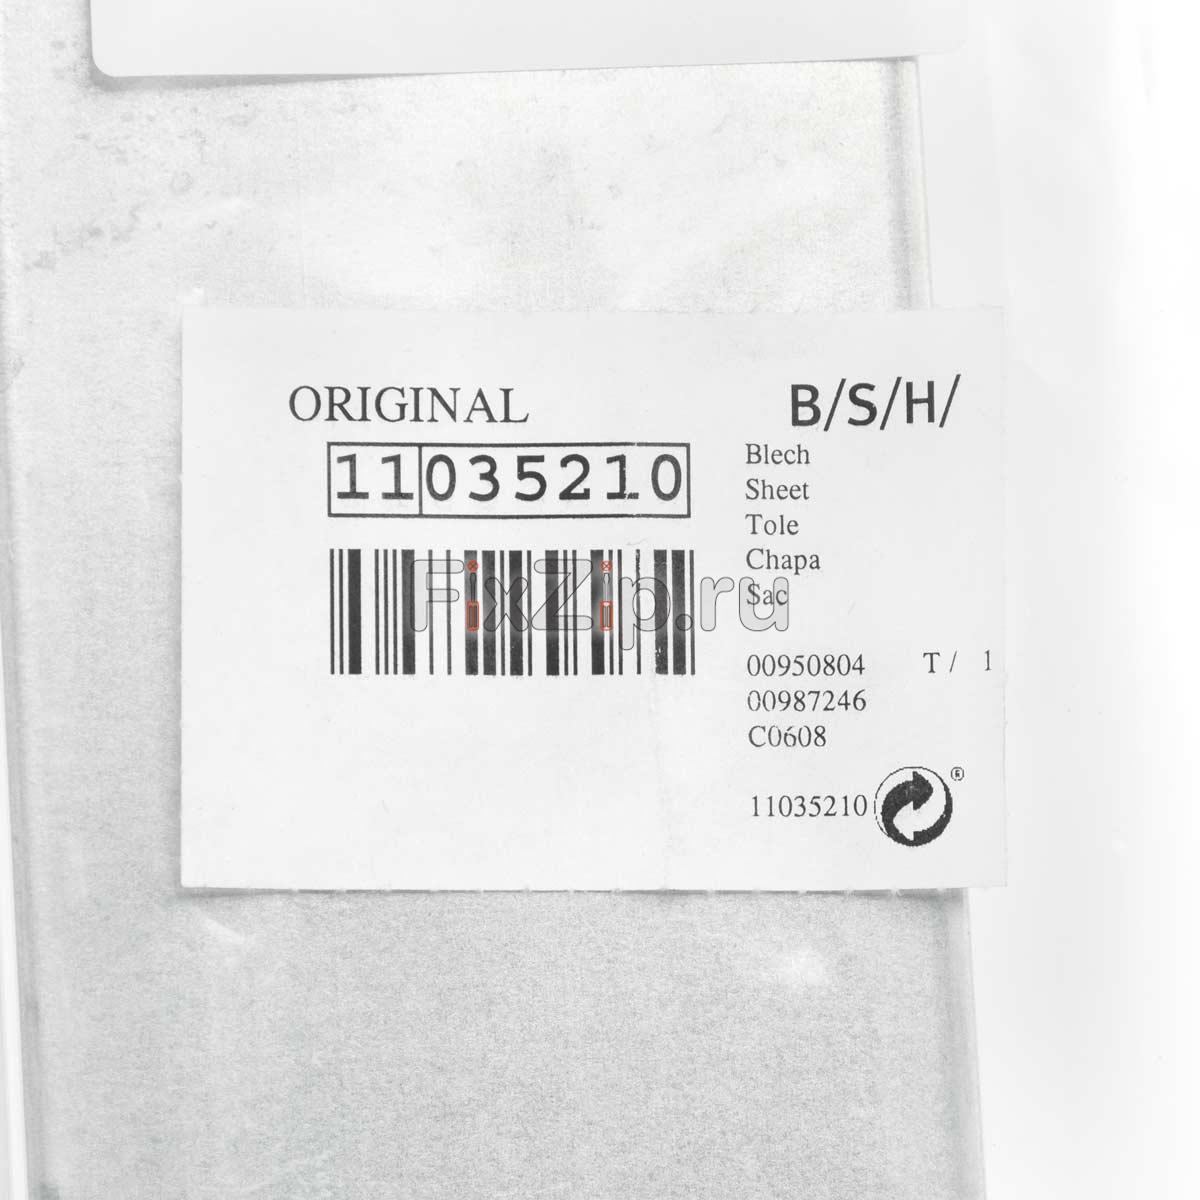 ORIGINAL
11035210
B/S/H/
Blech
Sheet
Tole
Chapa
Sac
FixZip.ru
00950804 T / 1
00987246
C0608
11035210
®